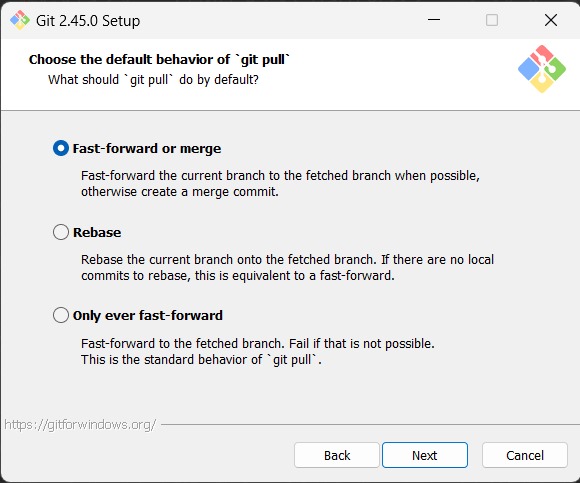 Git 2.45.0 Setup
Choose the default behavior of `git pull`
What should `git pull` do by default?
Fast-forward or merge
Fast-forward the current branch to the fetched branch when possible,
otherwise create a merge commit.
Rebase
Rebase the current branch onto the fetched branch. If there are no local
commits to rebase, this is equivalent to a fast-forward.
Only ever fast-forward
Fast-forward to the fetched branch. Fail if that is not possible.
This is the standard behavior of `git pull`.
https://gitforwindows.org/
Back
Next
Cancel